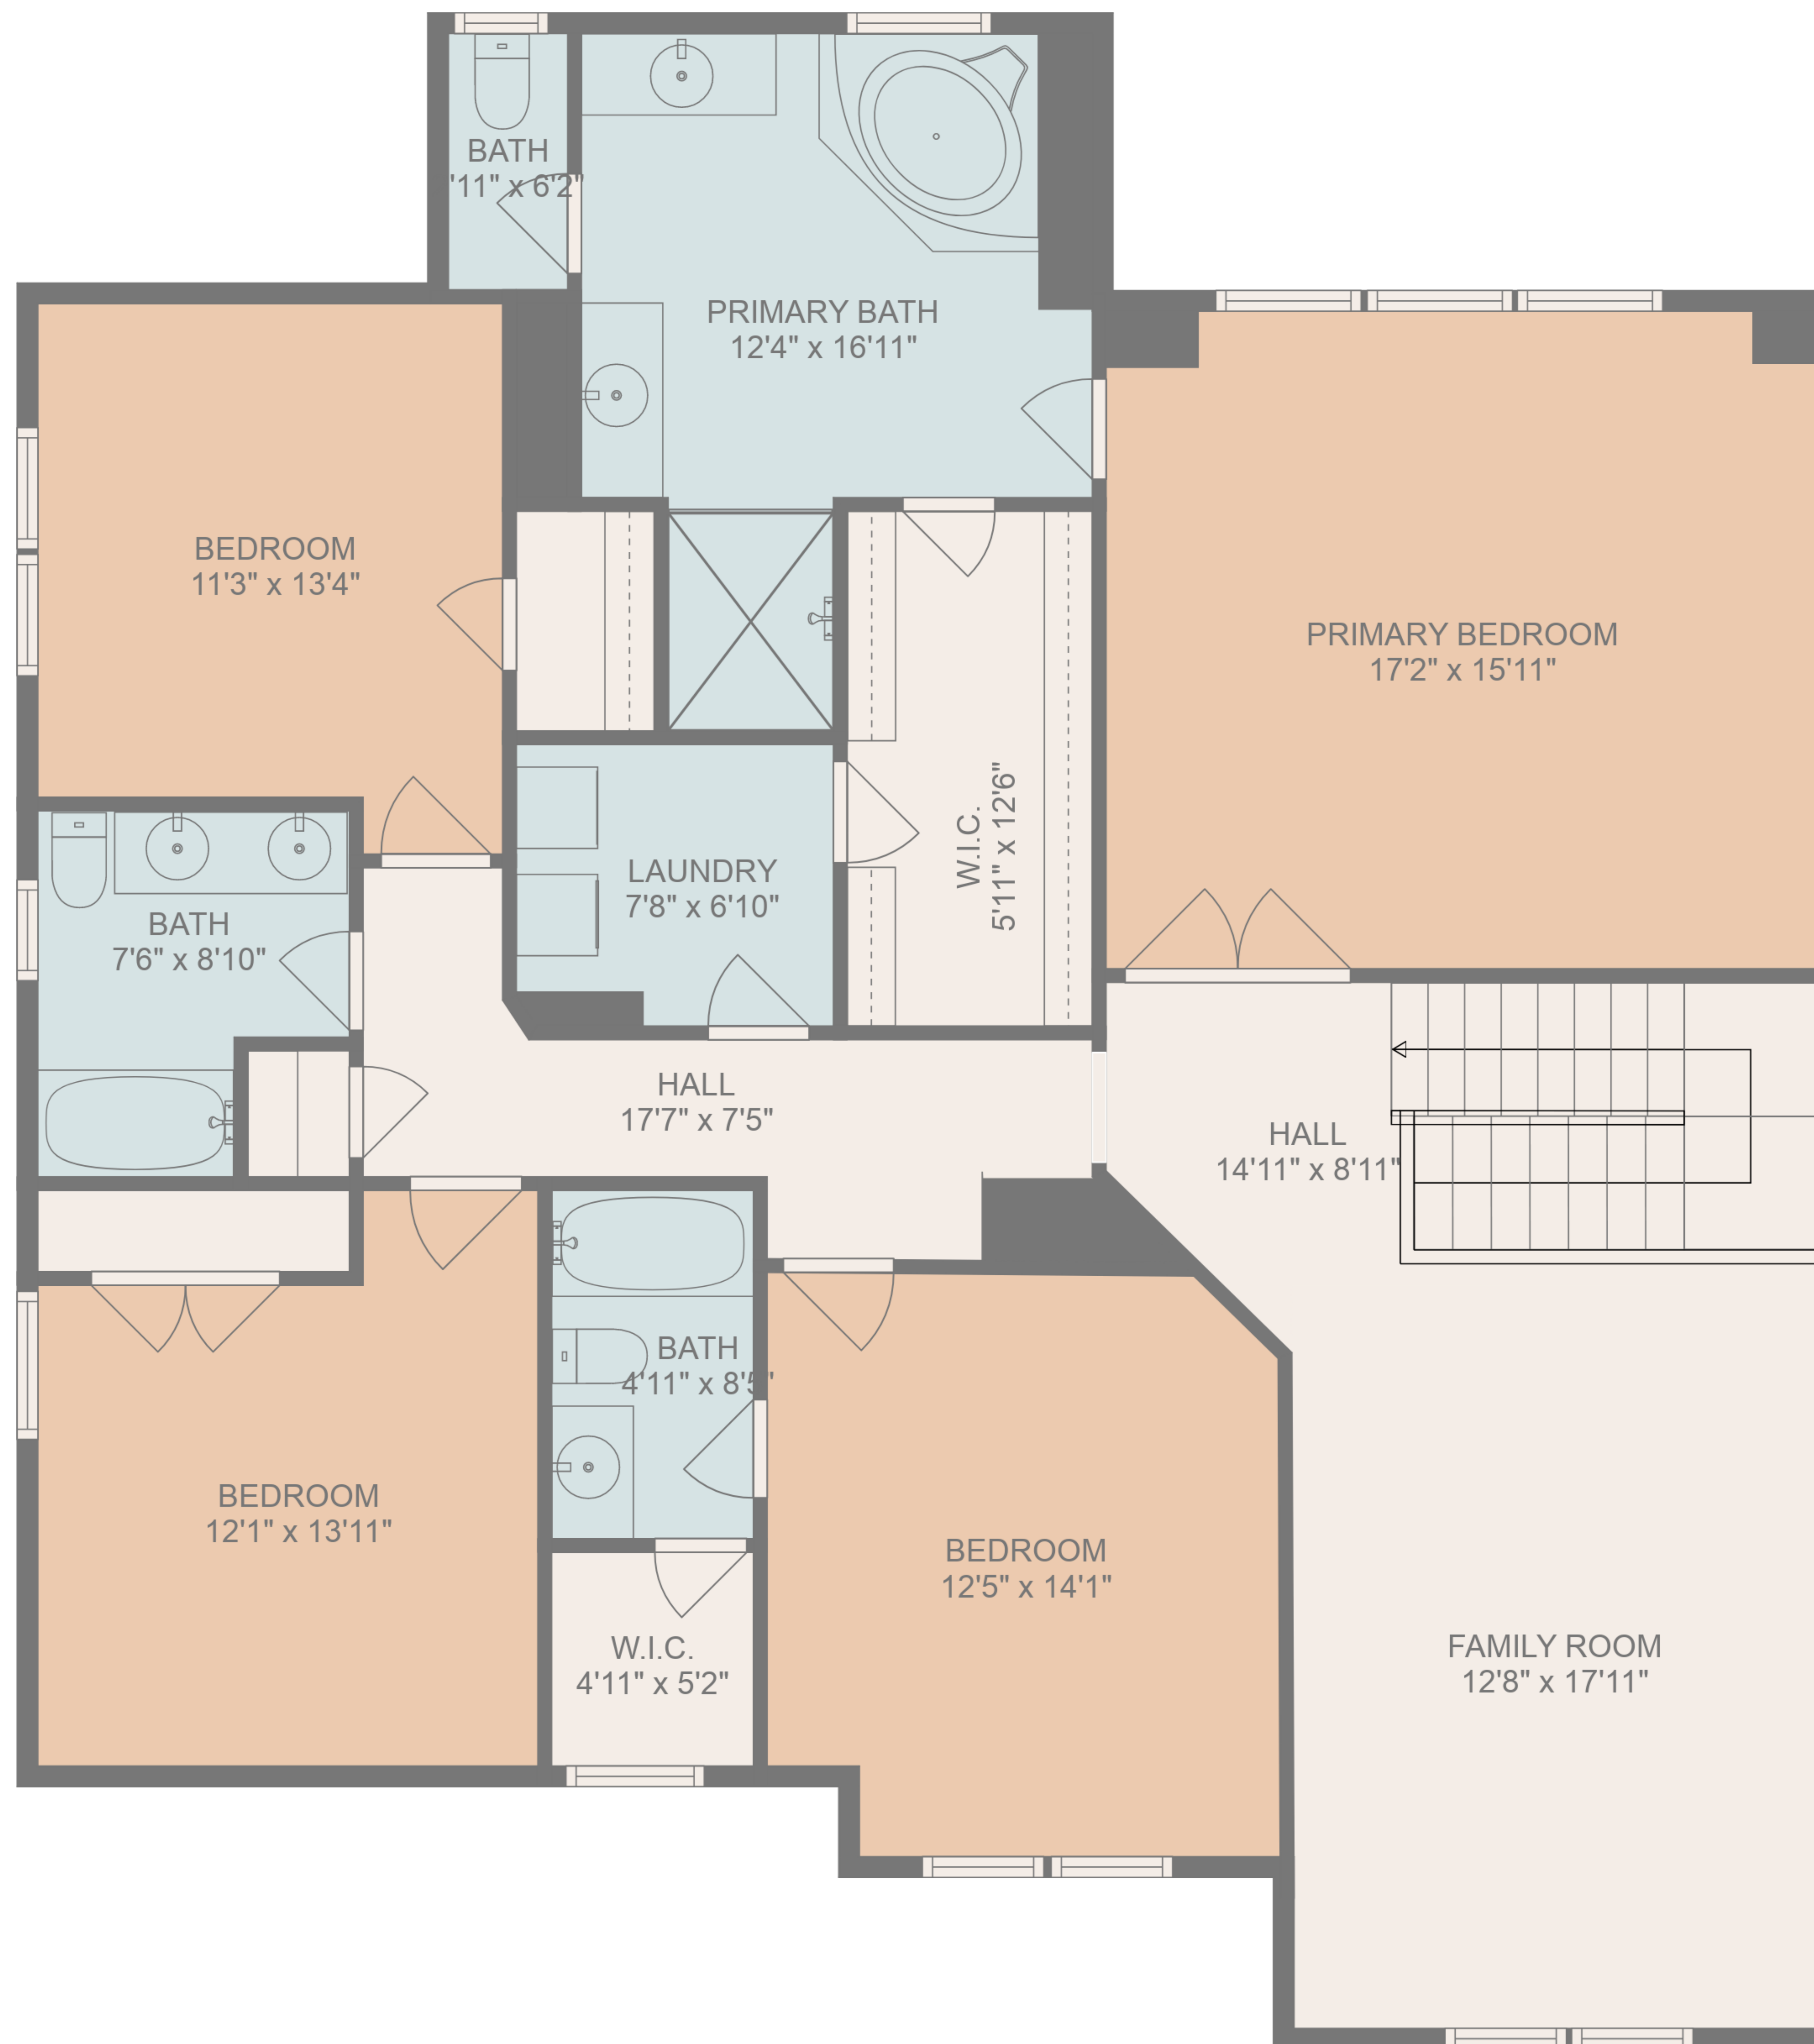 BATH
'11" x 6'2"
PRIMARY BATH
12'4" x 16'11"
BEDROOM
11'3" x 13'4"
PRIMARY BEDROOM
17'2" x 15'11"
W.I.C.
5'11" x 12'6"
LAUNDRY
7'8" x 6'10"
BATH
7'6" x 8'10"
HALL
17'7" x 7'5"
HALL
14'11" x 8'11"
BATH
4'11" x 8'5"
BEDROOM
12'1" x 13'11"
BEDROOM
12'5" x 14'1"
W.I.C.
4'11" x 5'2"
FAMILY ROOM
12'8" x 17'11"